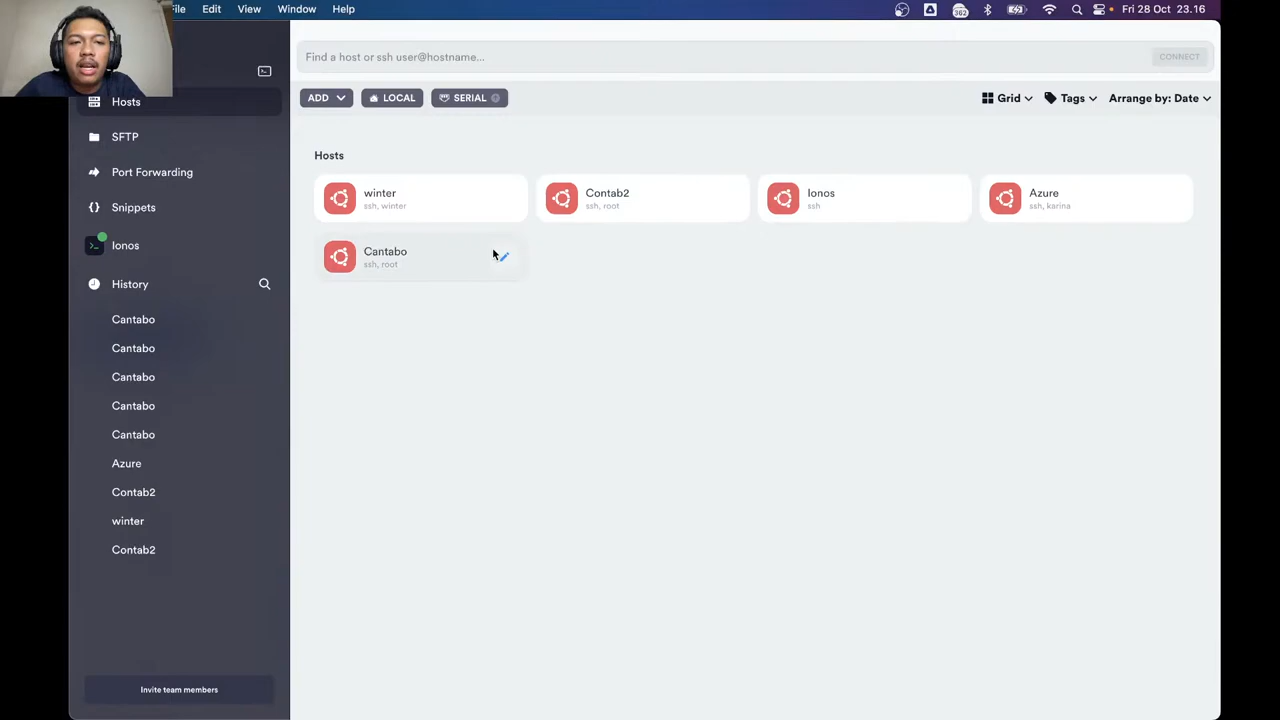 File Edit View Window Help
362 Fri 28 Oct 23.16
Find a host or ssh user@hostname...
CONNECT
ADD LOCAL SERIAL
Grid Tags Arrange by: Date
Hosts
SFTP
Port Forwarding
Snippets
Ionos
History
Cantabo
Cantabo
Cantabo
Cantabo
Cantabo
Azure
Contab2
winter
Contab2
Invite team members
Hosts
winter
ssh, winter
Contab2
ssh, root
Ionos
ssh
Azure
ssh, karina
Cantabo
ssh, root